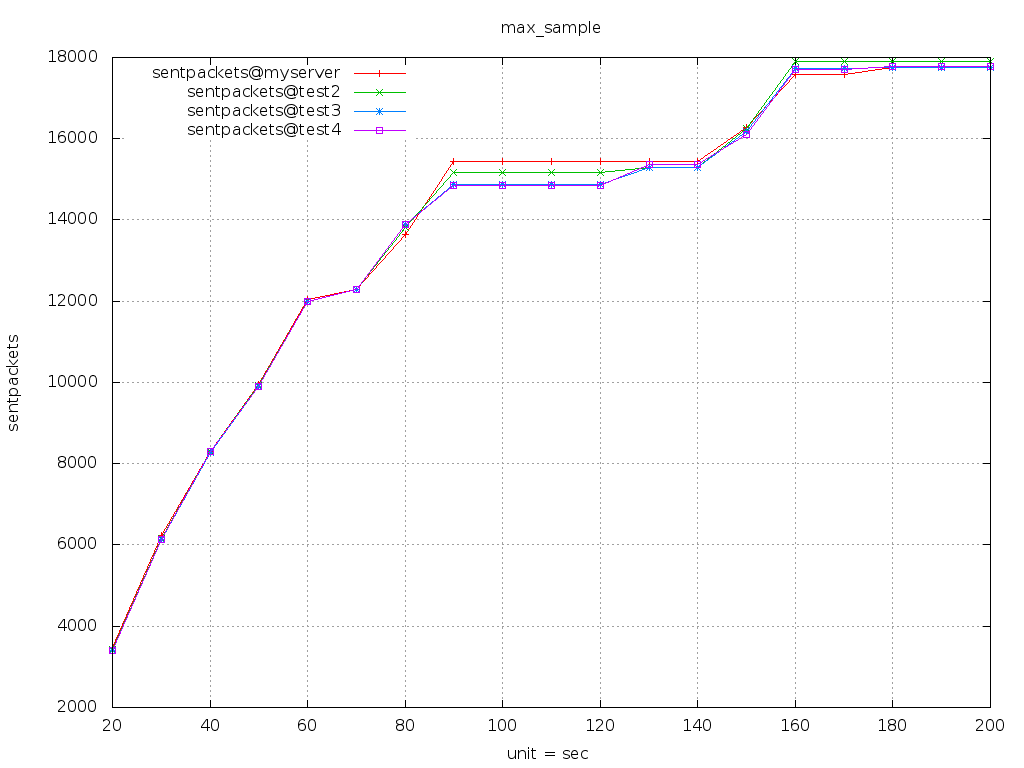 max_sample
18000
16000
14000
12000
10000
8000
6000
4000
2000
sentpackets
sentpackets@myserver
sentpackets@test2
sentpackets@test3
sentpackets@test4
20 40 60 80 100 120 140 160 180 200
unit = sec